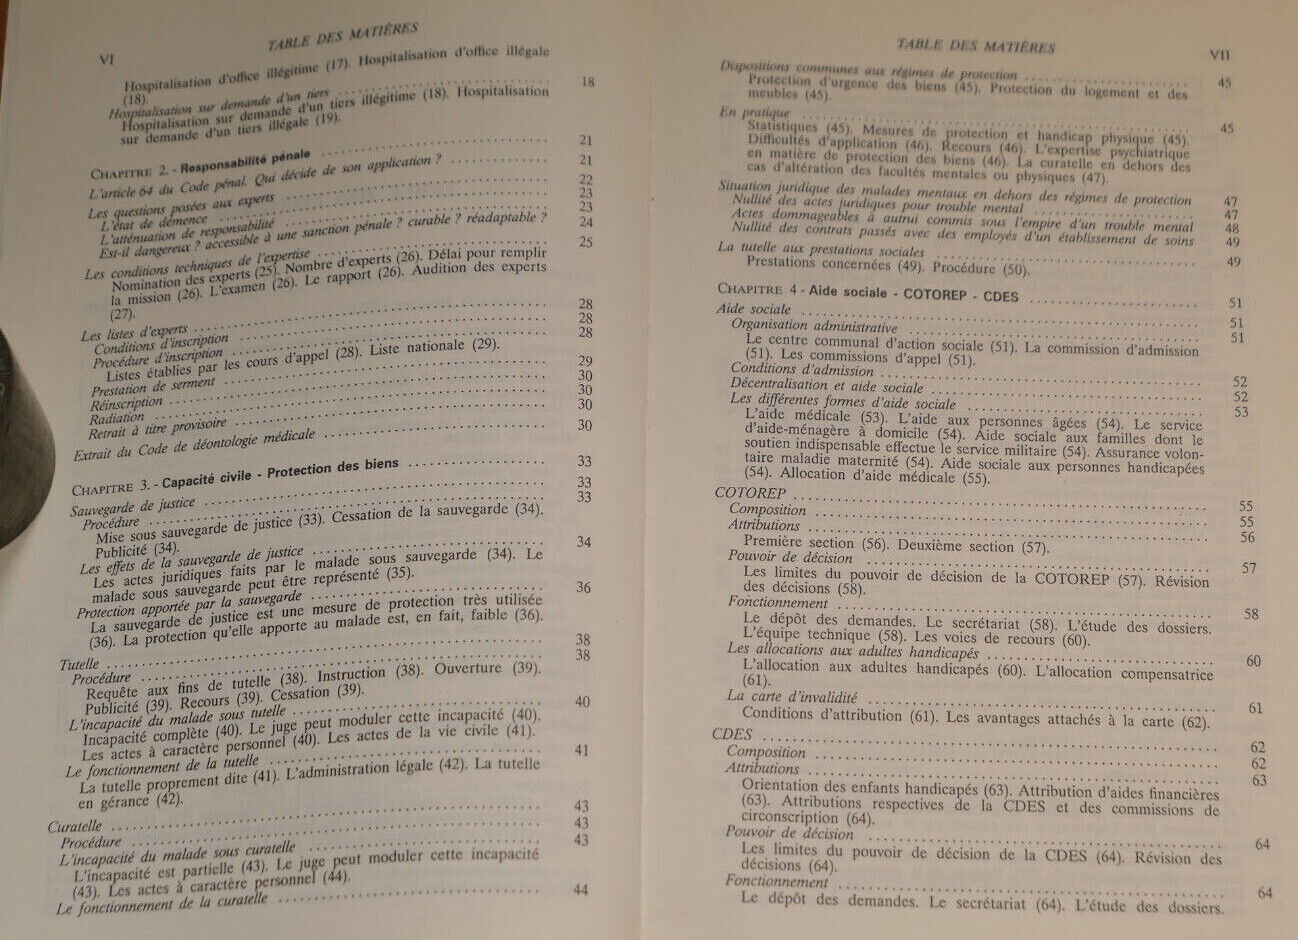 VI
TABLE DES MATIÈRES
Hospitalisation d'office illégitime (17). Hospitalisation d'office illégale
(18).
Hospitalisation sur demande d'un tiers ........ 18
Hospitalisation sur demande d'un tiers illégitime (18). Hospitalisation
sur demande d'un tiers illégale (19).
CHAPITRE 2. - Responsabilité pénale ........ 21
L'article 64 du Code pénal. Qui décide de son application ? ........ 21
Les questions posées aux experts ........ 22
L'état de démence ........ 23
L'atténuation de responsabilité ........ 23
Est-il dangereux ? accessible à une sanction pénale ? curable ? réadaptable ? 24
Les conditions techniques de l'expertise ........ 25
Nomination des experts (25). Nombre d'experts (26). Délai pour remplir
la mission (26). L'examen (26). Le rapport (26). Audition des experts
(27).
Les listes d'experts ........ 28
Conditions d'inscription ........ 28
Procédure d'inscription ........ 28
Listes établies par les cours d'appel (28). Liste nationale (29).
Prestation de serment ........ 29
Réinscription ........ 30
Radiation ........ 30
Retrait à titre provisoire ........ 30
Extrait du Code de déontologie médicale ........ 30
CHAPITRE 3. - Capacité civile - Protection des biens ........ 33
Sauvegarde de justice ........ 33
Procédure ........ 33
Mise sous sauvegarde de justice (33). Cessation de la sauvegarde (34).
Publicité (34).
Les effets de la sauvegarde de justice ........ 34
Les actes juridiques faits par le malade sous sauvegarde (34). Le
malade sous sauvegarde peut être représenté (35).
Protection apportée par la sauvegarde ........ 36
La sauvegarde de justice est une mesure de protection très utilisée
(36). La protection qu'elle apporte au malade est, en fait, faible (36).
Tutelle ........ 38
Procédure ........ 38
Requête aux fins de tutelle (38). Instruction (38). Ouverture (39).
Publicité (39). Recours (39). Cessation (39).
L'incapacité du malade sous tutelle ........ 40
Incapacité complète (40). Le juge peut moduler cette incapacité (40).
Les actes à caractère personnel (40). Les actes de la vie civile (41).
Le fonctionnement de la tutelle ........ 41
La tutelle proprement dite (41). L'administration légale (42). La tutelle
en gérance (42).
Curatelle ........ 43
Procédure ........ 43
L'incapacité du malade sous curatelle ........ 43
L'incapacité est partielle (43). Le juge peut moduler cette incapacité
(43). Les actes à caractère personnel (44).
Le fonctionnement de la curatelle ........ 44
TABLE DES MATIÈRES
VII
Dispositions communes aux régimes de protection ........ 45
Protection d'urgence des biens (45). Protection du logement et des
meubles (45).
En pratique ........ 45
Statistiques (45). Mesures de protection et handicap physique (45).
Difficultés d'application (46). Recours (46). L'expertise psychiatrique
en matière de protection des biens (46). La curatelle en dehors des
cas d'altération des facultés mentales ou physiques (47).
Situation juridique des malades mentaux en dehors des régimes de protection 47
Nullité des actes juridiques pour trouble mental ........ 47
Actes dommageables à autrui commis sous l'empire d'un trouble mental 48
Nullité des contrats passés avec des employés d'un établissement de soins 49
La tutelle aux prestations sociales ........ 49
Prestations concernées (49). Procédure (50).
CHAPITRE 4 - Aide sociale - COTOREP - CDES ........ 51
Aide sociale ........ 51
Organisation administrative ........ 51
Le centre communal d'action sociale (51). La commission d'admission
(51). Les commissions d'appel (51).
Conditions d'admission ........ 52
Décentralisation et aide sociale ........ 52
Les différentes formes d'aide sociale ........ 53
L'aide médicale (53). L'aide aux personnes âgées (54). Le service
d'aide-ménagère à domicile (54). Aide sociale aux familles dont le
soutien indispensable effectue le service militaire (54). Assurance volon-
taire maladie maternité (54). Aide sociale aux personnes handicapées
(54). Allocation d'aide médicale (55).
COTOREP ........ 55
Composition ........ 55
Attributions ........ 56
Première section (56). Deuxième section (57).
Pouvoir de décision ........ 57
Les limites du pouvoir de décision de la COTOREP (57). Révision
des décisions (58).
Fonctionnement ........ 58
Le dépôt des demandes. Le secrétariat (58). L'étude des dossiers.
L'équipe technique (58). Les voies de recours (60).
Les allocations aux adultes handicapés ........ 60
L'allocation aux adultes handicapés (60). L'allocation compensatrice
(61).
La carte d'invalidité ........ 61
Conditions d'attribution (61). Les avantages attachés à la carte (62).
CDES ........ 62
Composition ........ 62
Attributions ........ 63
Orientation des enfants handicapés (63). Attribution d'aides financières
(63). Attributions respectives de la CDES et des commissions de
circonscription (64).
Pouvoir de décision ........ 64
Les limites du pouvoir de décision de la CDES (64). Révision des
décisions (64).
Fonctionnement ........ 64
Le dépôt des demandes. Le secrétariat (64). L'étude des dossiers.